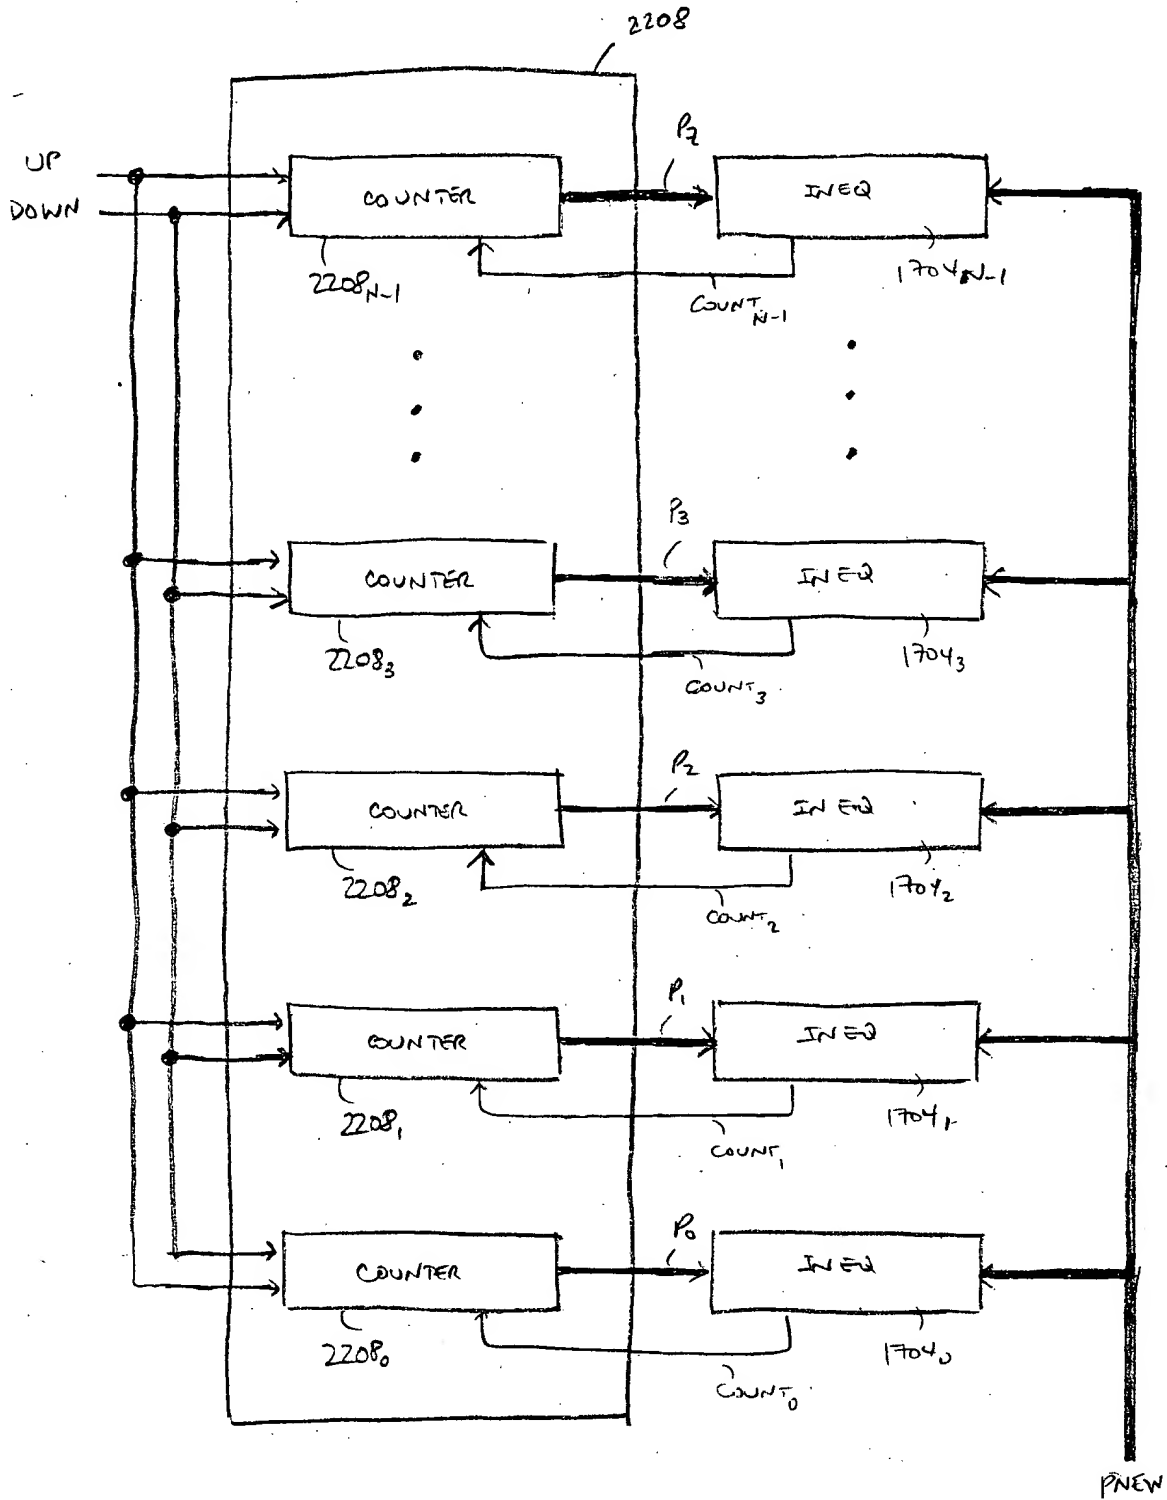 2208
UP
DOWN
COUNTER
P7
INEQ
2208N-1
COUNTN-1
1704N-1
COUNTER
P3
INEQ
22083
COUNT3
17043
COUNTER
P2
INEQ
22082
COUNT2
17042
COUNTER
P1
INEQ
22081
COUNT1
17041
COUNTER
P0
INEQ
22080
COUNT0
17040
PNEW